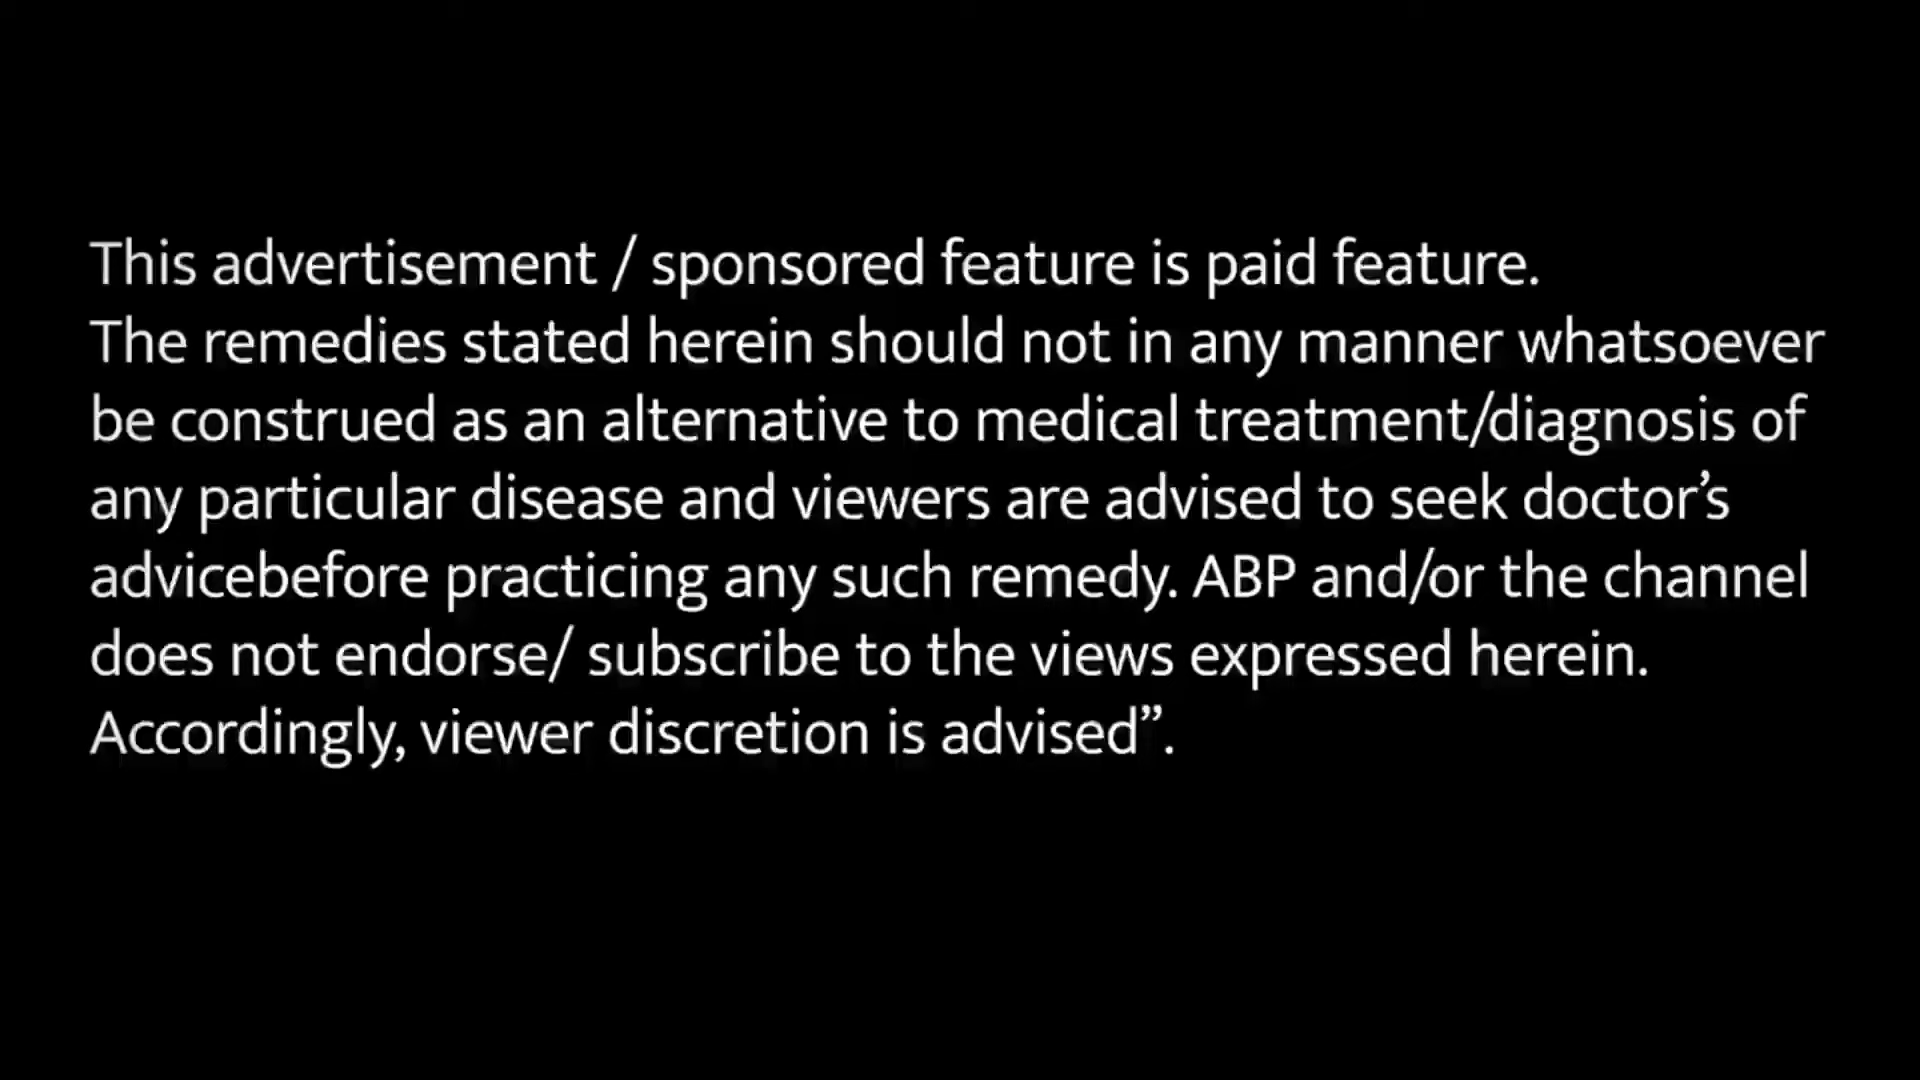 This advertisement / sponsored feature is paid feature.
The remedies stated herein should not in any manner whatsoever
be construed as an alternative to medical treatment/diagnosis of
any particular disease and viewers are advised to seek doctor’s
advicebefore practicing any such remedy. ABP and/or the channel
does not endorse/ subscribe to the views expressed herein.
Accordingly, viewer discretion is advised”.